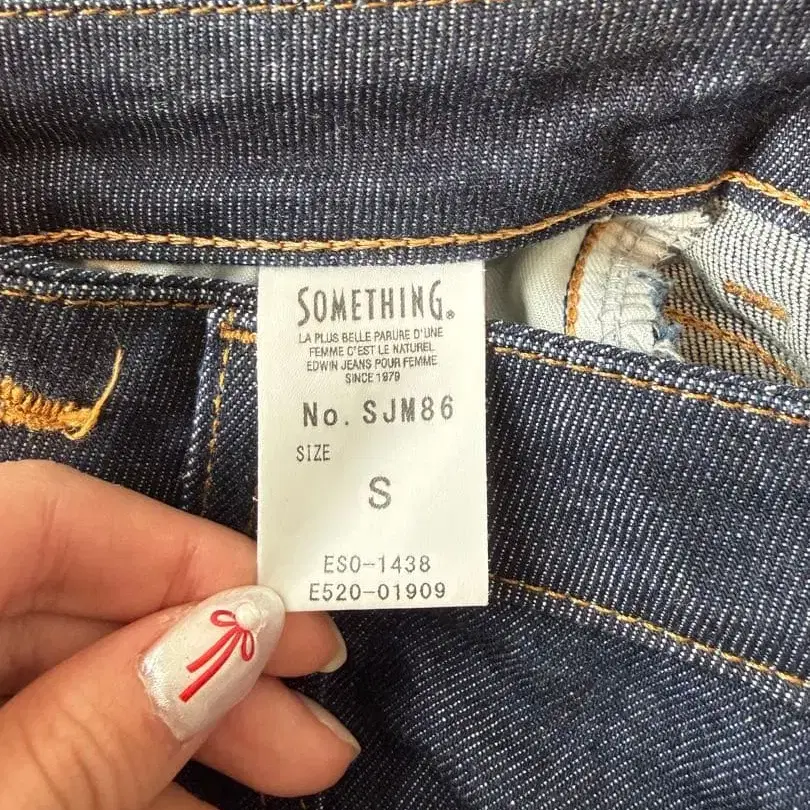 SOMETHING®
LA PLUS BELLE PARURE D'UNE
FEMME C'EST LE NATUREL
EDWIN JEANS POUR FEMME
SINCE 1979
No. SJM86
SIZE
S
ESO-1438
E520-01909